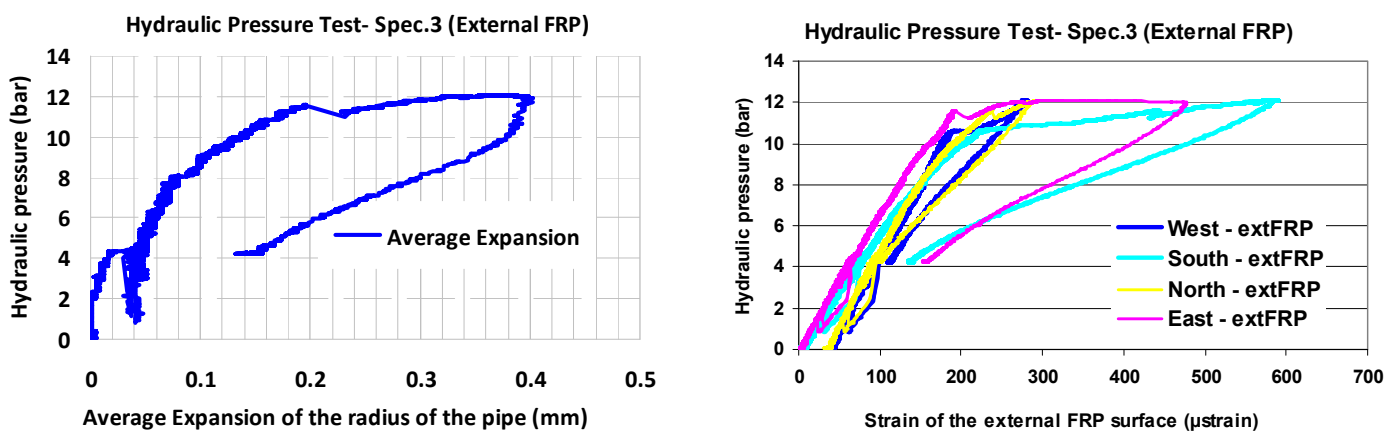 Hydraulic Pressure Test- Spec.3 (External FRP)
Hydraulic pressure (bar)
14
12
10
8
6
4
2
0
Average Expansion
0 0.1 0.2 0.3 0.4 0.5
Average Expansion of the radius of the pipe (mm)
Hydraulic Pressure Test- Spec.3 (External FRP)
Hydraulic pressure (bar)
14
12
10
8
6
4
2
0
West - extFRP
South - extFRP
North - extFRP
East - extFRP
0 100 200 300 400 500 600 700
Strain of the external FRP surface (μstrain)